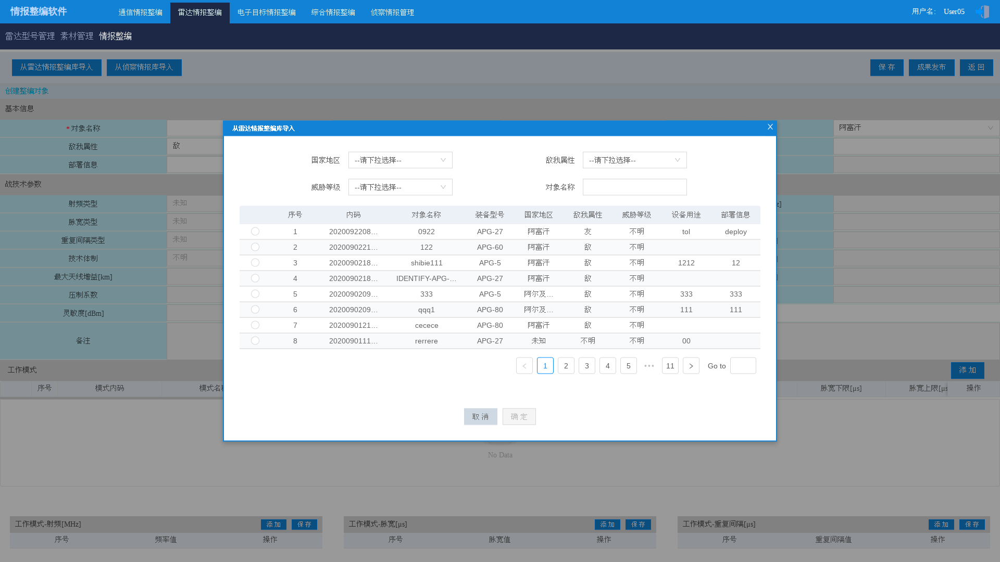 情报整编软件 通信情报整编 雷达情报整编 电子目标情报整编 综合情报整编 侦察情报管理 用户名： User05
雷达型号管理 素材管理 情报整编
从雷达情报整编库导入 从侦察情报库导入 保 存 成果发布 返 回
创建整编对象
基本信息
*对象名称 阿富汗
敌我属性 敌
部署信息
战技术参数
射频类型 未知
脉宽类型 未知
重复间隔类型 未知
技术体制 不明
最大天线增益[km]
压制系数
灵敏度[dBm]
备注
从雷达情报整编库导入 X
国家地区 --请下拉选择-- 敌我属性 --请下拉选择--
威胁等级 --请下拉选择-- 对象名称
序号 内码 对象名称 装备型号 国家地区 敌我属性 威胁等级 设备用途 部署信息
1 2020092208... 0922 APG-27 阿富汗 友 不明 tol deploy
2 2020090221... 122 APG-60 阿富汗 敌 不明
3 2020090218... shibie111 APG-5 阿富汗 敌 不明 1212 12
4 2020090218... IDENTIFY-APG-... APG-27 阿富汗 敌 不明
5 2020090209... 333 APG-5 阿尔及... 敌 不明 333 333
6 2020090209... qqq1 APG-80 阿尔及... 敌 不明 111 111
7 2020090121... cecece APG-80 阿富汗 敌 不明
8 2020090111... rerrere APG-27 未知 不明 不明 00
< 1 2 3 4 5 ••• 11 > Go to
取 消 确 定
工作模式 添 加
序号 模式内码 模式名 脉宽下限[μs] 脉宽上限[μs 操作
No Data
工作模式-射频[MHz] 添 加 保 存
序号 频率值 操作
工作模式-脉宽[μs] 添 加 保 存
序号 脉宽值 操作
工作模式-重复间隔[μs] 添 加 保 存
序号 重复间隔值 操作